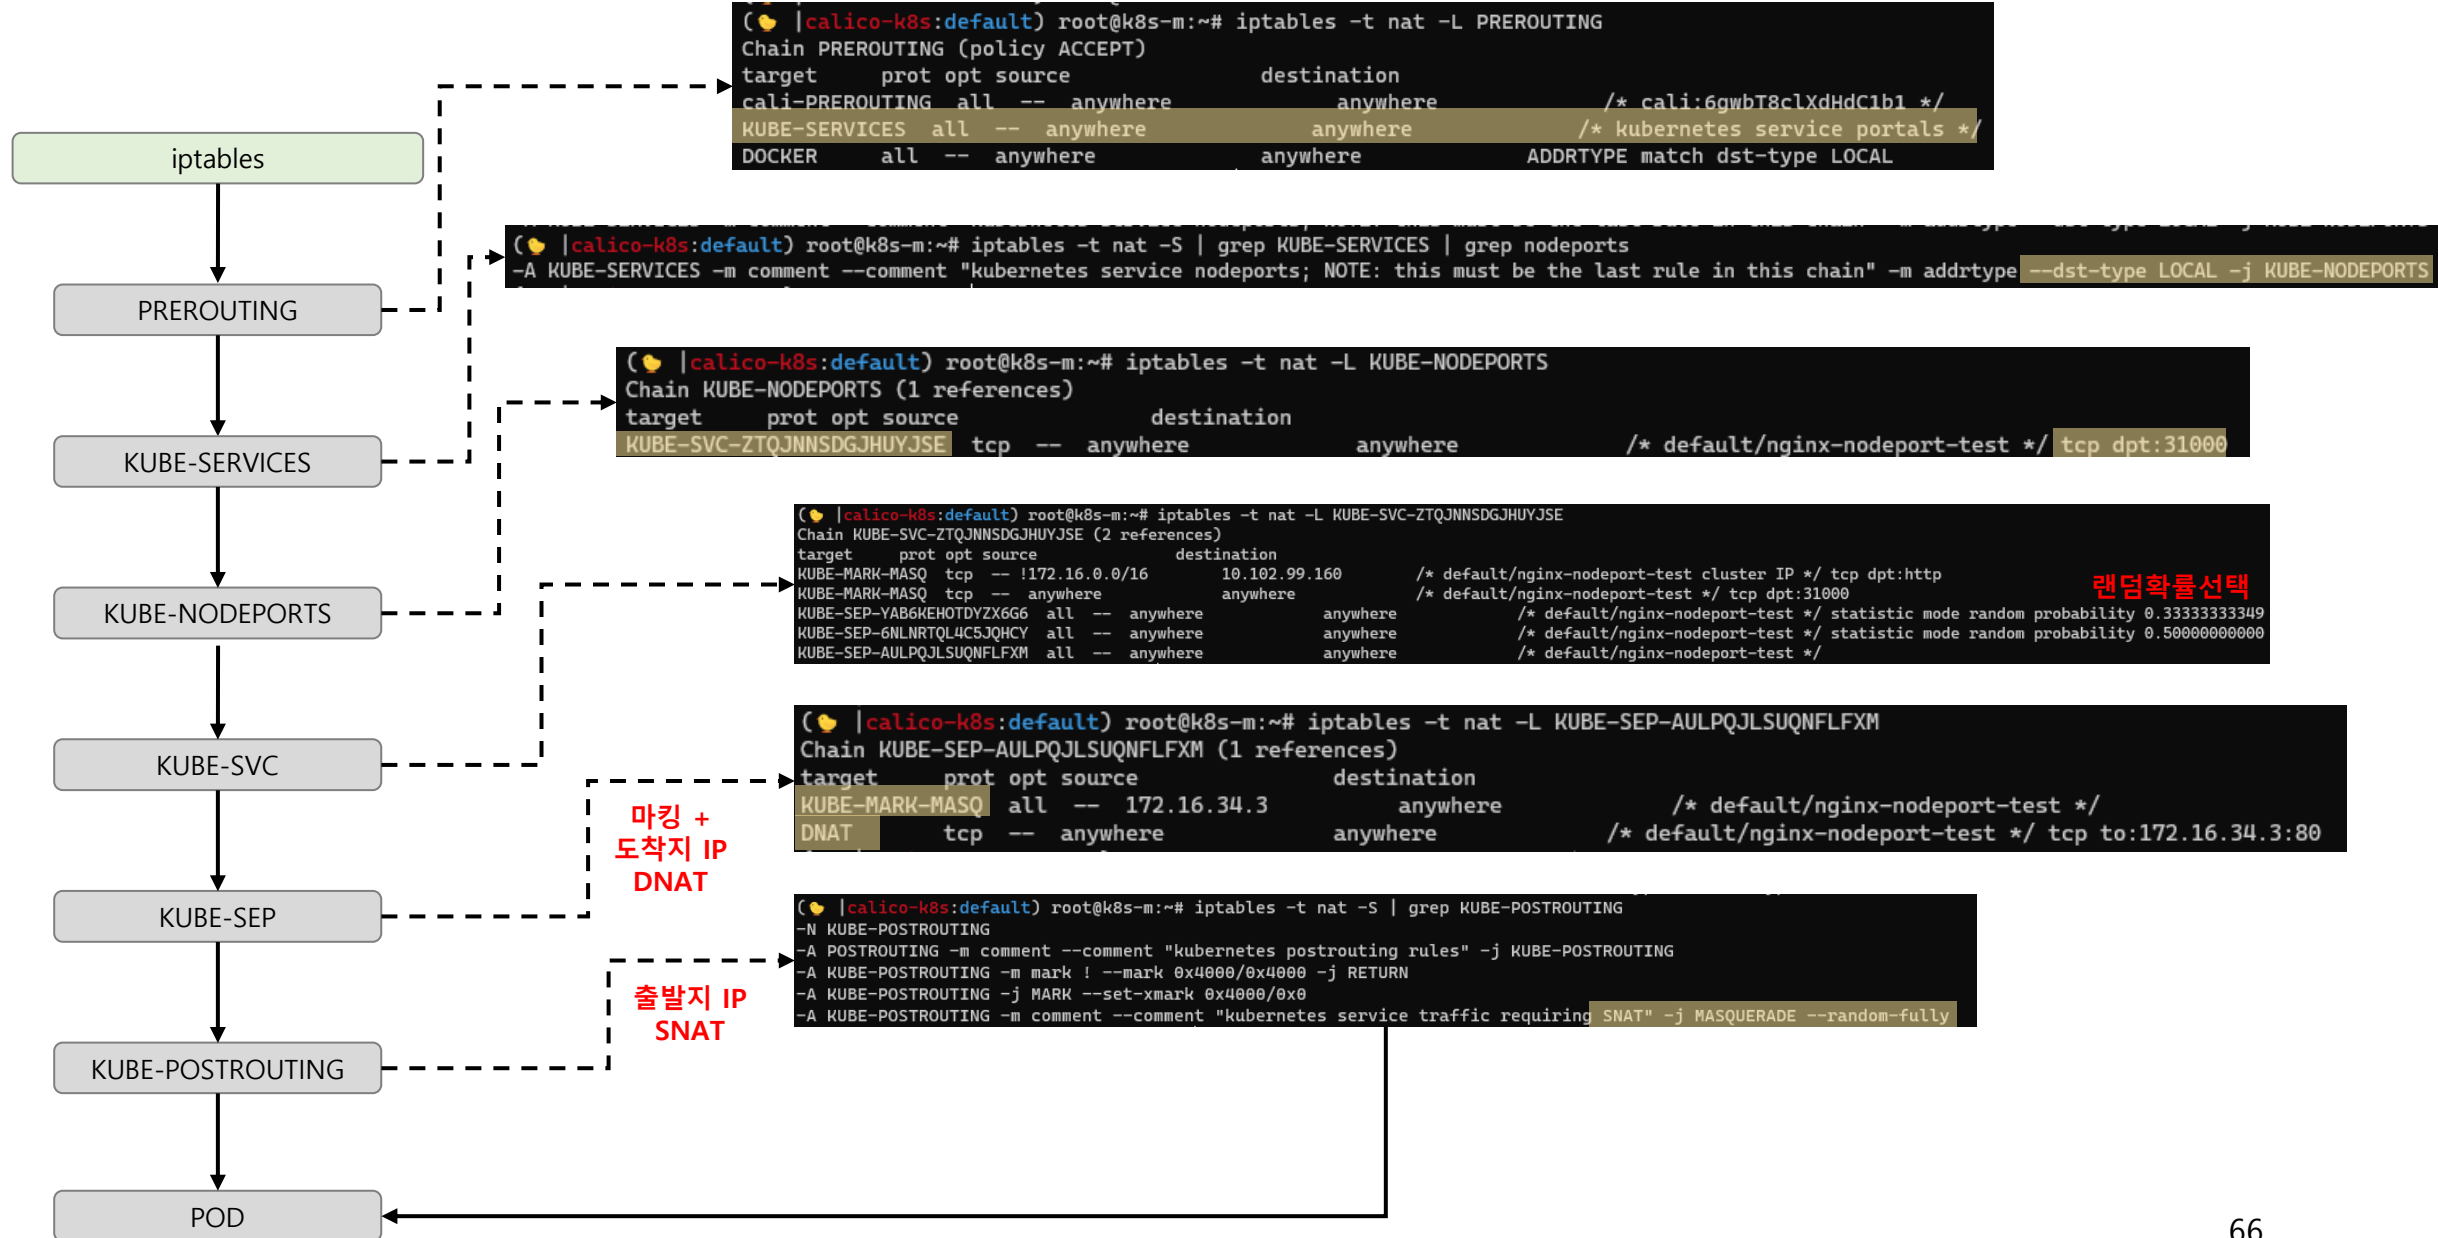 iptables
PREROUTING
KUBE-SERVICES
KUBE-NODEPORTS
KUBE-SVC
KUBE-SEP
KUBE-POSTROUTING
POD
(🐤 |calico-k8s:default) root@k8s-m:~# iptables -t nat -L PREROUTING
Chain PREROUTING (policy ACCEPT)
target     prot opt source               destination
cali-PREROUTING  all  --  anywhere             anywhere             /* cali:6gwbT8clXdHdC1b1 */
KUBE-SERVICES  all  --  anywhere             anywhere             /* kubernetes service portals */
DOCKER     all  --  anywhere             anywhere             ADDRTYPE match dst-type LOCAL
(🐤 |calico-k8s:default) root@k8s-m:~# iptables -t nat -S | grep KUBE-SERVICES | grep nodeports
-A KUBE-SERVICES -m comment --comment "kubernetes service nodeports; NOTE: this must be the last rule in this chain" -m addrtype --dst-type LOCAL -j KUBE-NODEPORTS
(🐤 |calico-k8s:default) root@k8s-m:~# iptables -t nat -L KUBE-NODEPORTS
Chain KUBE-NODEPORTS (1 references)
target     prot opt source               destination
KUBE-SVC-ZTQJNNSDGJHUYJSE  tcp  --  anywhere             anywhere             /* default/nginx-nodeport-test */ tcp dpt:31000
(🐤 |calico-k8s:default) root@k8s-m:~# iptables -t nat -L KUBE-SVC-ZTQJNNSDGJHUYJSE
Chain KUBE-SVC-ZTQJNNSDGJHUYJSE (2 references)
target     prot opt source               destination
KUBE-MARK-MASQ  tcp  -- !172.16.0.0/16        10.102.99.160        /* default/nginx-nodeport-test cluster IP */ tcp dpt:http
KUBE-MARK-MASQ  tcp  --  anywhere             anywhere             /* default/nginx-nodeport-test */ tcp dpt:31000
KUBE-SEP-YAB6KEHOTDYZX6G6  all  --  anywhere             anywhere             /* default/nginx-nodeport-test */ statistic mode random probability 0.33333333349
KUBE-SEP-6NLNRTQL4C5JQHCY  all  --  anywhere             anywhere             /* default/nginx-nodeport-test */ statistic mode random probability 0.50000000000
KUBE-SEP-AULPQJLSUQNFLFXM  all  --  anywhere             anywhere             /* default/nginx-nodeport-test */
랜덤확률선택
(🐤 |calico-k8s:default) root@k8s-m:~# iptables -t nat -L KUBE-SEP-AULPQJLSUQNFLFXM
Chain KUBE-SEP-AULPQJLSUQNFLFXM (1 references)
target     prot opt source               destination
KUBE-MARK-MASQ  all  --  172.16.34.3          anywhere             /* default/nginx-nodeport-test */
DNAT       tcp  --  anywhere             anywhere             /* default/nginx-nodeport-test */ tcp to:172.16.34.3:80
마킹 +
도착지 IP
DNAT
(🐤 |calico-k8s:default) root@k8s-m:~# iptables -t nat -S | grep KUBE-POSTROUTING
-N KUBE-POSTROUTING
-A POSTROUTING -m comment --comment "kubernetes postrouting rules" -j KUBE-POSTROUTING
-A KUBE-POSTROUTING -m mark ! --mark 0x4000/0x4000 -j RETURN
-A KUBE-POSTROUTING -j MARK --set-xmark 0x4000/0x0
-A KUBE-POSTROUTING -m comment --comment "kubernetes service traffic requiring SNAT" -j MASQUERADE --random-fully
출발지 IP
SNAT
66